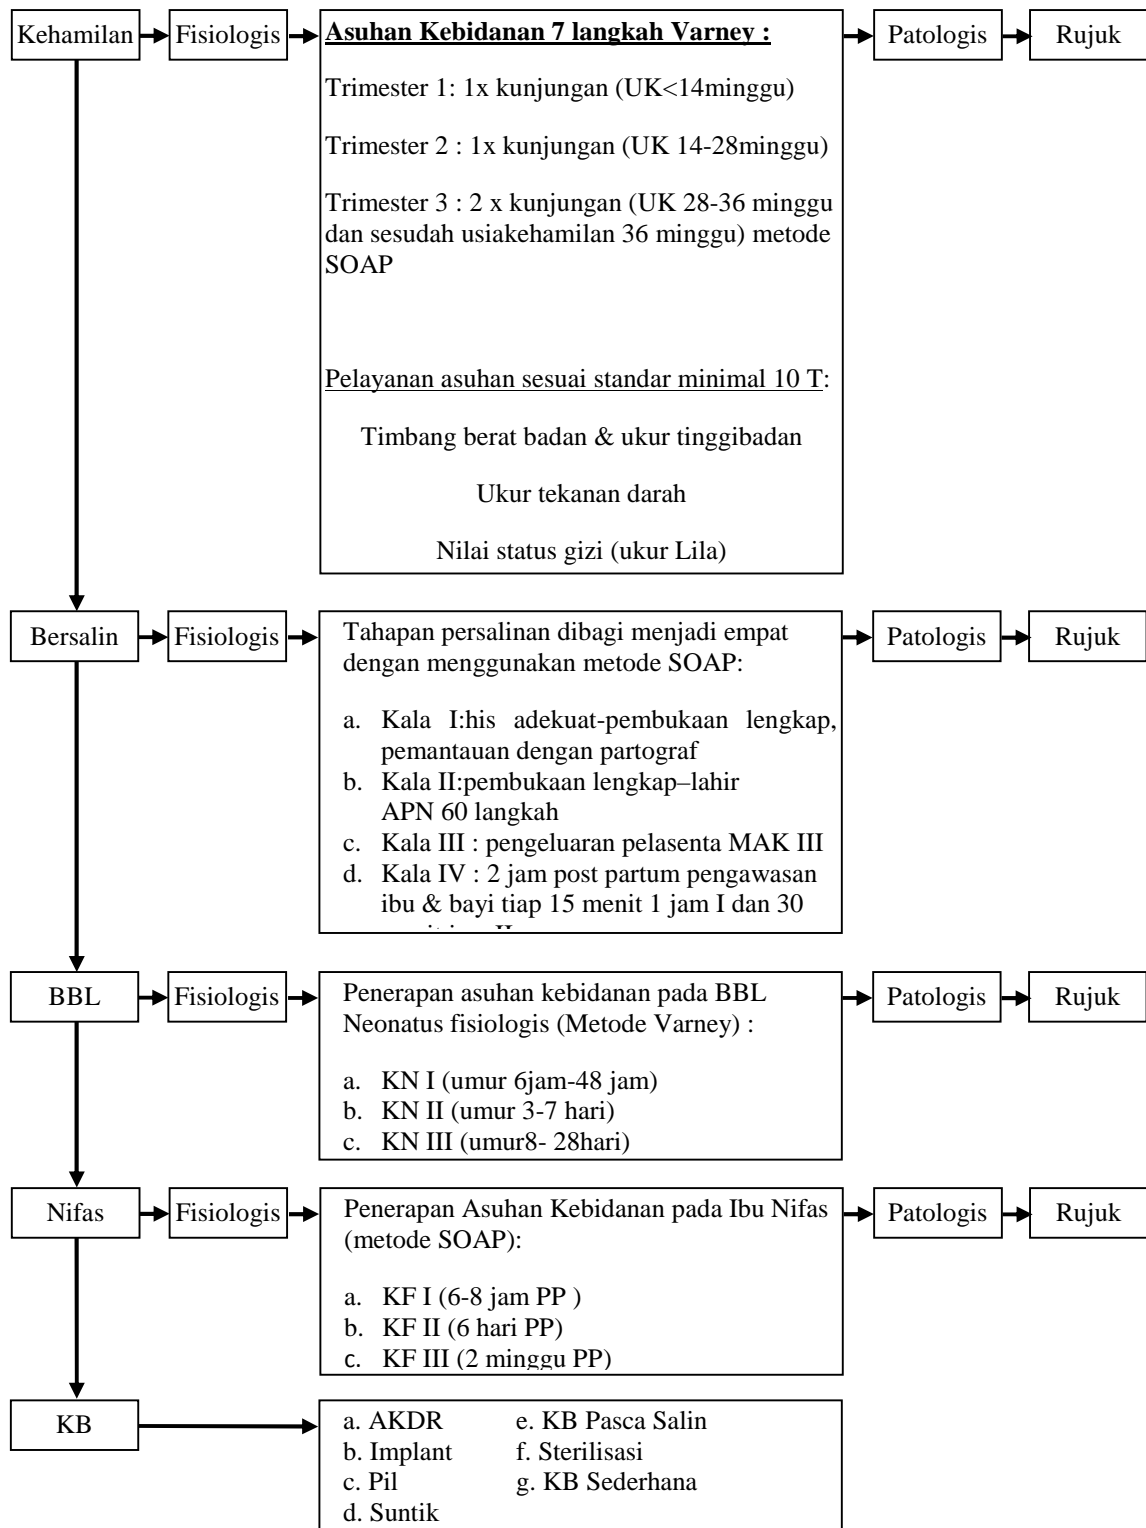 Kehamilan
Fisiologis
Asuhan Kebidanan 7 langkah Varney :
Trimester 1: 1x kunjungan (UK<14minggu)
Trimester 2 : 1x kunjungan (UK 14-28minggu)
Trimester 3 : 2 x kunjungan (UK 28-36 minggu
dan sesudah usiakehamilan 36 minggu) metode
SOAP
Pelayanan asuhan sesuai standar minimal 10 T:
Timbang berat badan & ukur tinggibadan
Ukur tekanan darah
Nilai status gizi (ukur Lila)
Patologis
Rujuk
Bersalin
Fisiologis
Tahapan persalinan dibagi menjadi empat
dengan menggunakan metode SOAP:
a. Kala I:his adekuat-pembukaan lengkap,
pemantauan dengan partograf
b. Kala II:pembukaan lengkap–lahir
APN 60 langkah
c. Kala III : pengeluaran pelasenta MAK III
d. Kala IV : 2 jam post partum pengawasan
ibu & bayi tiap 15 menit 1 jam I dan 30
Patologis
Rujuk
BBL
Fisiologis
Penerapan asuhan kebidanan pada BBL
Neonatus fisiologis (Metode Varney) :
a. KN I (umur 6jam-48 jam)
b. KN II (umur 3-7 hari)
c. KN III (umur8- 28hari)
Patologis
Rujuk
Nifas
Fisiologis
Penerapan Asuhan Kebidanan pada Ibu Nifas
(metode SOAP):
a. KF I (6-8 jam PP )
b. KF II (6 hari PP)
c. KF III (2 minggu PP)
Patologis
Rujuk
KB
a. AKDR e. KB Pasca Salin
b. Implant f. Sterilisasi
c. Pil g. KB Sederhana
d. Suntik